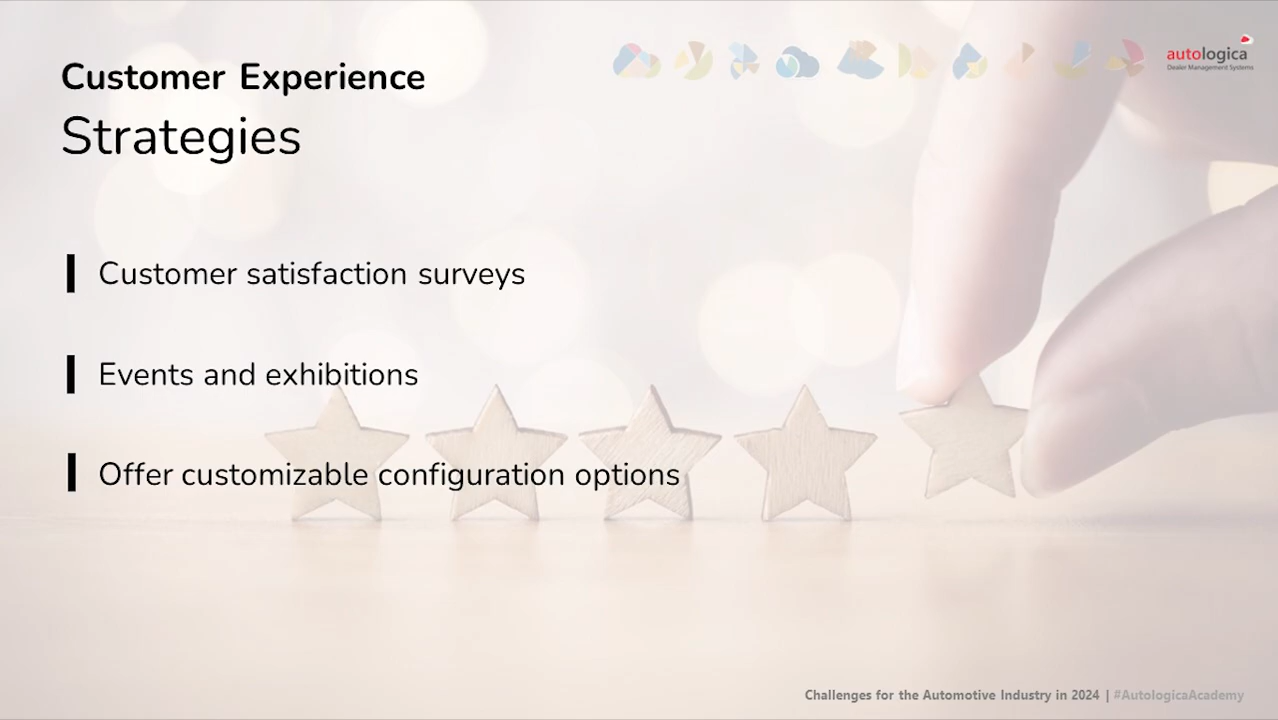 Customer Experience
Strategies
autologica
Dealer Management Systems
Customer satisfaction surveys
Events and exhibitions
Offer customizable configuration options
Challenges for the Automotive Industry in 2024 | #AutologicaAcademy